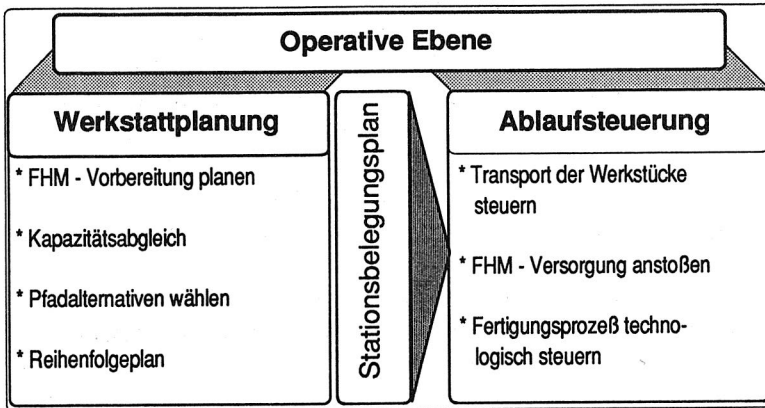 Operative Ebene
Werkstattplanung
* FHM - Vorbereitung planen
* Kapazitätsabgleich
* Pfadalternativen wählen
* Reihenfolgeplan
Stationsbelegungsplan
Ablaufsteuerung
* Transport der Werkstücke
steuern
* FHM - Versorgung anstoßen
* Fertigungsprozeß techno-
logisch steuern